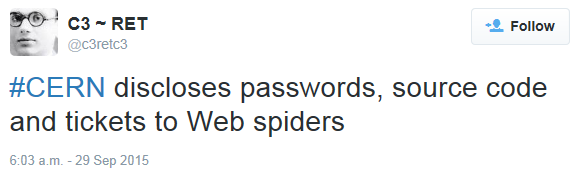 C3 ~ RET
@c3retc3
Follow
#CERN discloses passwords, source code
and tickets to Web spiders
6:03 a.m. - 29 Sep 2015